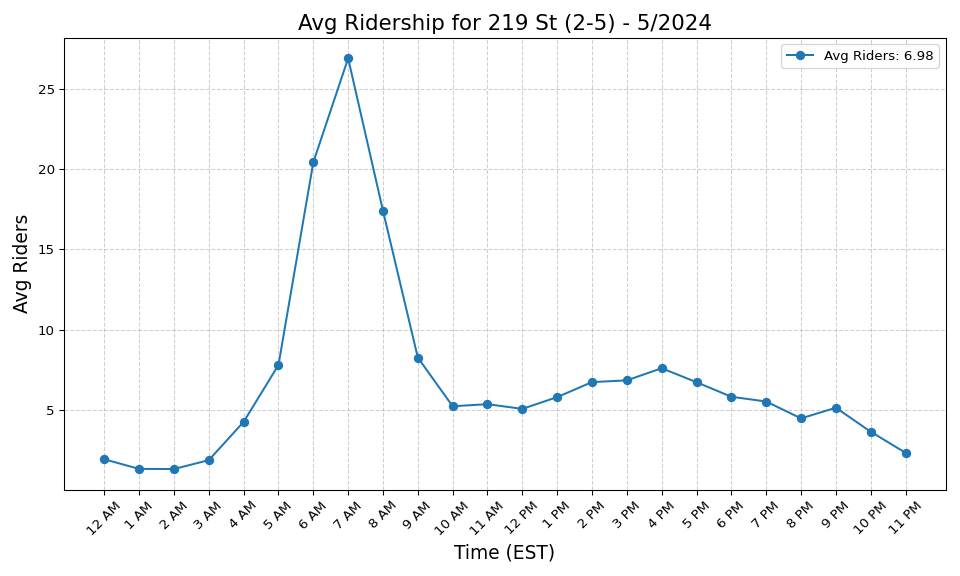 Avg Ridership for 219 St (2-5) - 5/2024
Avg Riders: 6.98
Avg Riders
25
20
15
10
5
12 AM
1 AM
2 AM
3 AM
4 AM
5 AM
6 AM
7 AM
8 AM
9 AM
10 AM
11 AM
12 PM
1 PM
2 PM
3 PM
4 PM
5 PM
6 PM
7 PM
8 PM
9 PM
10 PM
11 PM
Time (EST)